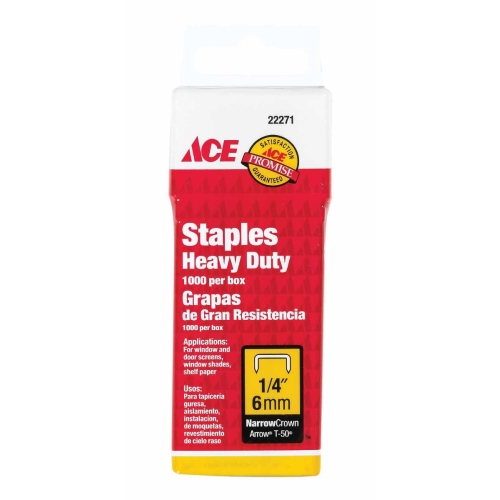 22271
ACE
SATISFACTION
ACE
PROMISE
GUARANTEED
Staples
Heavy Duty
1000 per box
Grapas
de Gran Resistencia
1000 per box
Applications:
For window and
door screens,
window shades,
shelf paper
Usos:
Para tapicería
guresa,
aislamiento,
instalacion,
de moquetas,
revestimiento
de cielo raso
1/4"
6mm
NarrowCrown
Arrow® T-50®